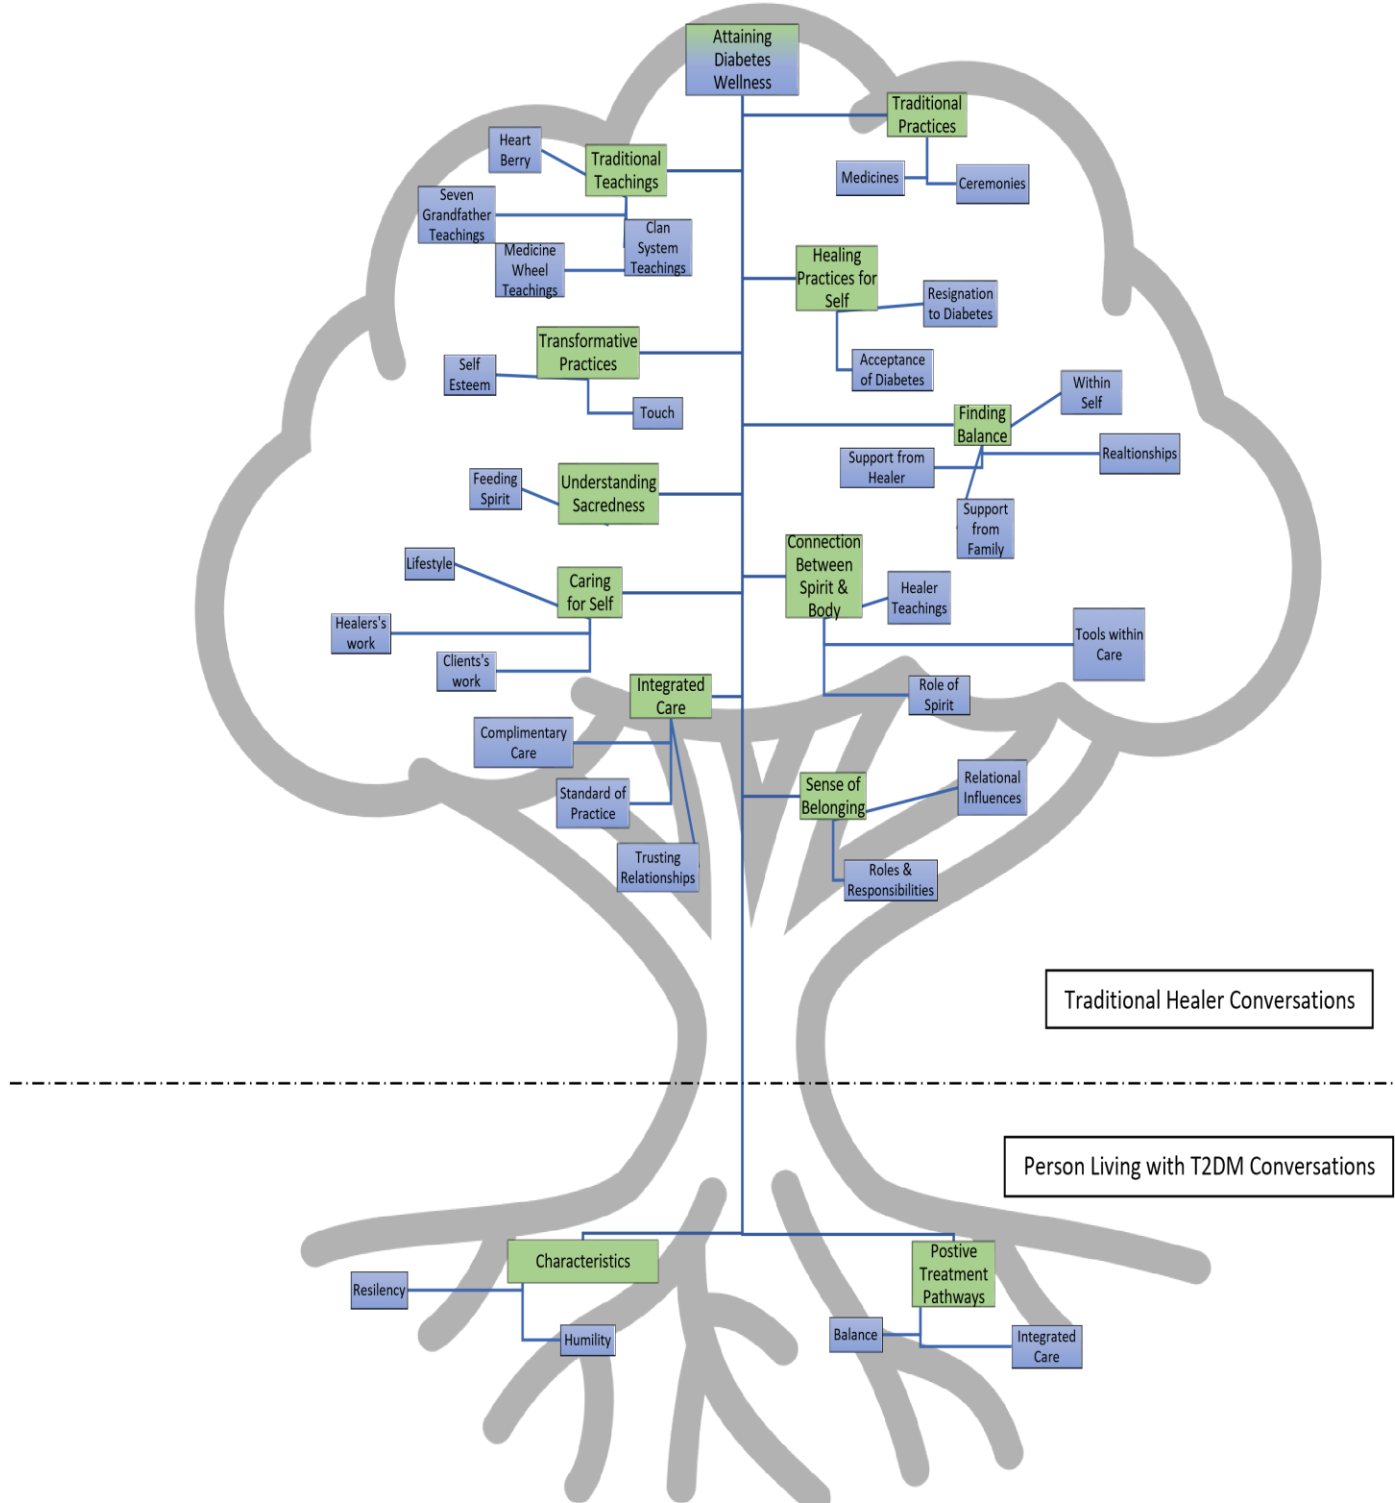 Attaining
Diabetes
Wellness
Traditional
Practices
Medicines
Ceremonies
Heart
Berry
Traditional
Teachings
Seven
Grandfather
Teachings
Clan
System
Teachings
Medicine
Wheel
Teachings
Healing
Practices for
Self
Resignation
to Diabetes
Acceptance
of Diabetes
Transformative
Practices
Self
Esteem
Touch
Finding
Balance
Within
Self
Support from
Healer
Realtionships
Support
from
Family
Feeding
Spirit
Understanding
Sacredness
Connection
Between
Spirit &
Body
Healer
Teachings
Tools within
Care
Role of
Spirit
Lifestyle
Caring
for Self
Healers's
work
Clients's
work
Integrated
Care
Complimentary
Care
Standard of
Practice
Trusting
Relationships
Sense of
Belonging
Relational
Influences
Roles &
Responsibilities
Traditional Healer Conversations
Person Living with T2DM Conversations
Characteristics
Resilency
Humility
Postive
Treatment
Pathways
Balance
Integrated
Care